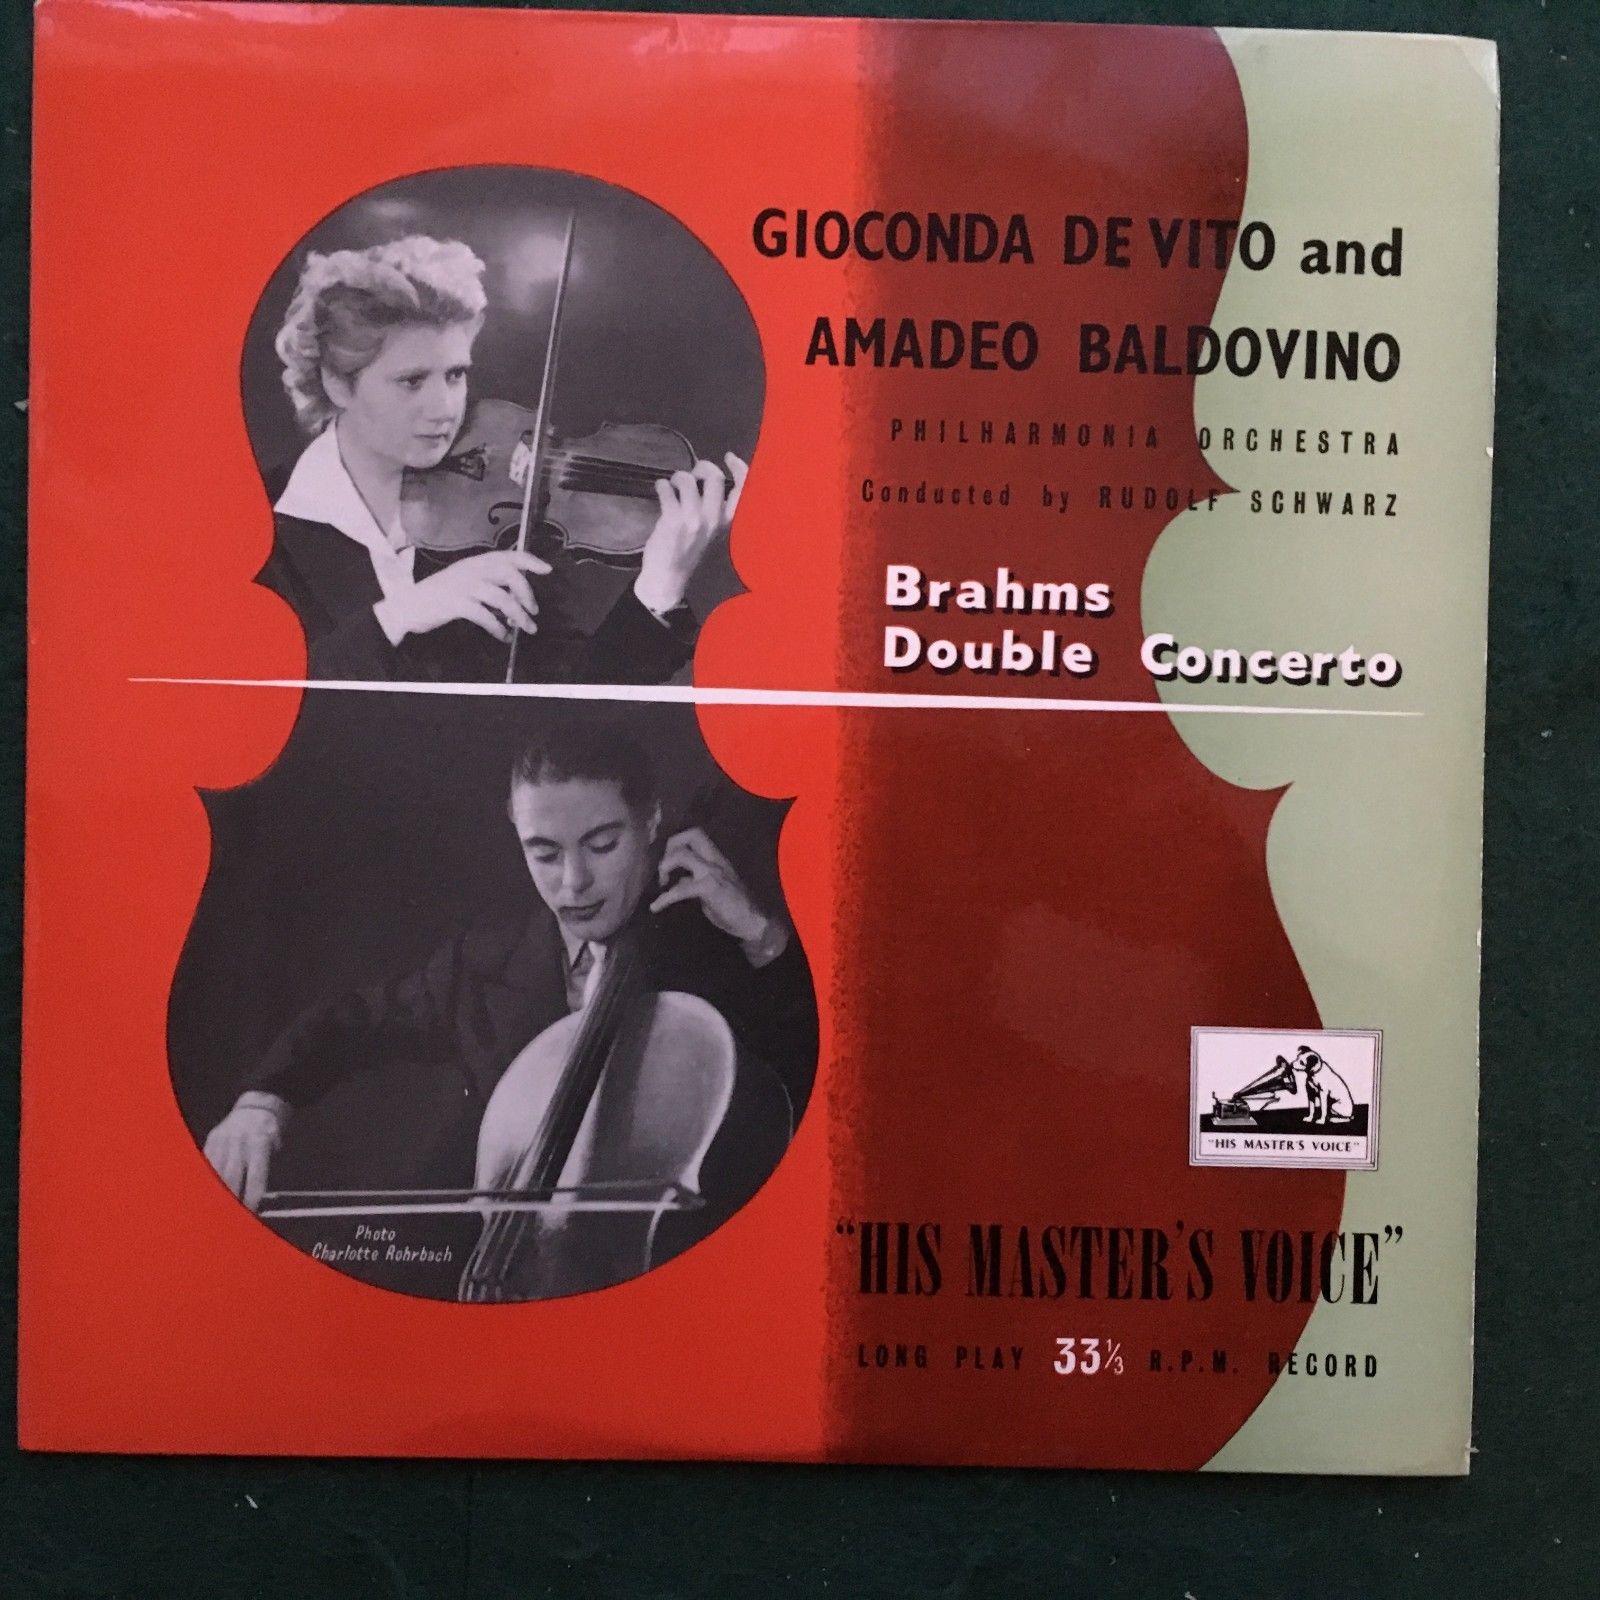 GIOCONDA DE VITO and
AMADEO BALDOVINO
PHILHARMONIA ORCHESTRA
Conducted by RUDOLF SCHWARZ
Brahms
Double Concerto
"HIS MASTER'S VOICE"
Photo
Charlotte Rohrbach
"HIS MASTER'S VOICE"
LONG PLAY 33⅓ R.P.M. RECORD